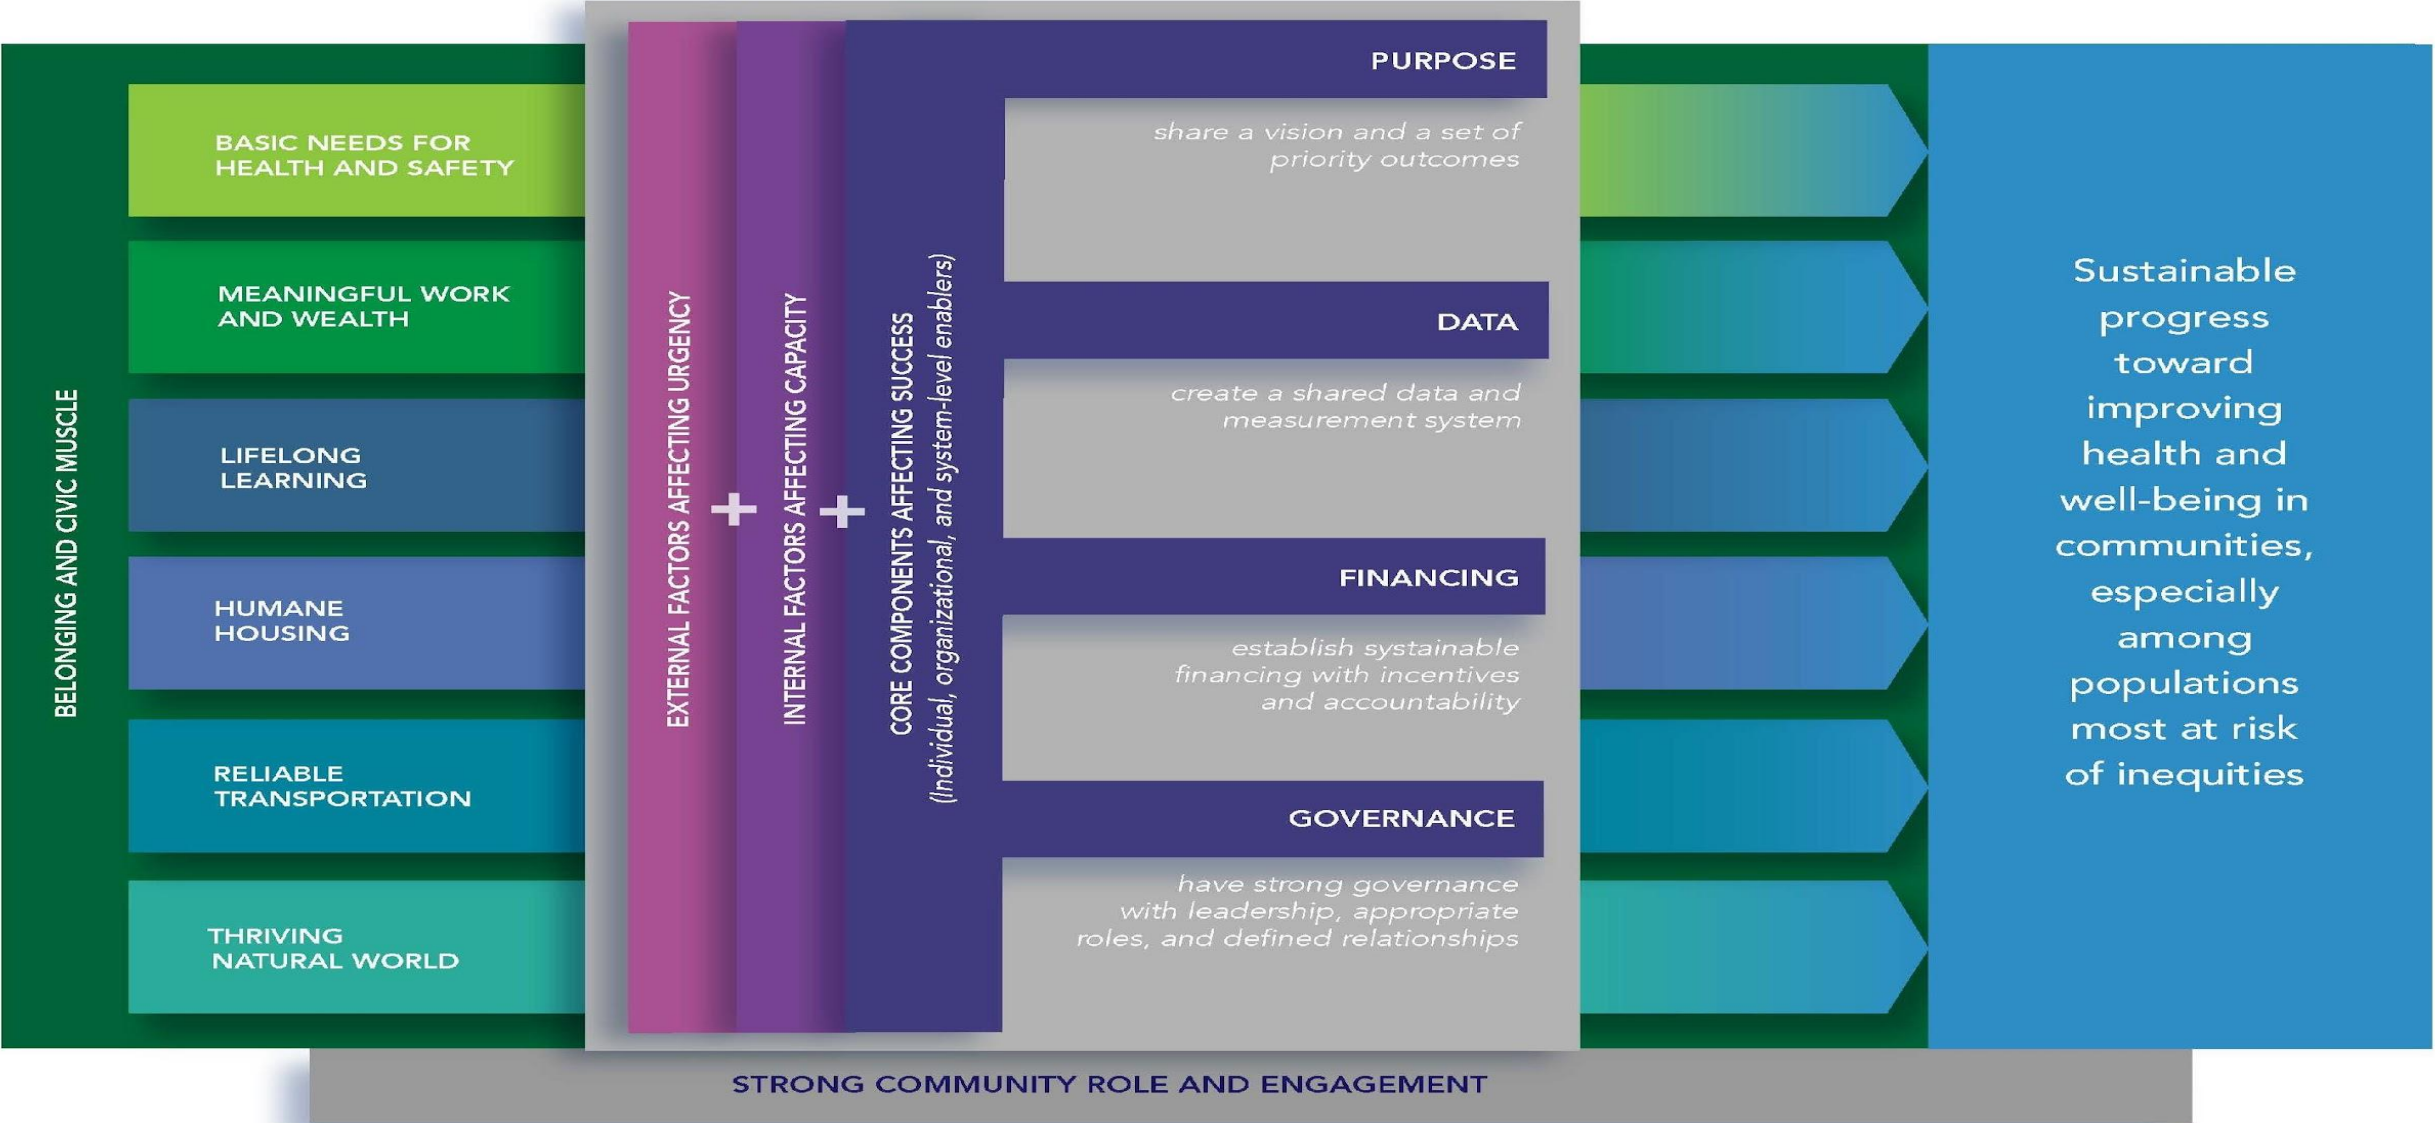 BELONGING AND CIVIC MUSCLE
BASIC NEEDS FOR
HEALTH AND SAFETY
MEANINGFUL WORK
AND WEALTH
LIFELONG
LEARNING
HUMANE
HOUSING
RELIABLE
TRANSPORTATION
THRIVING
NATURAL WORLD
EXTERNAL FACTORS AFFECTING URGENCY
+
INTERNAL FACTORS AFFECTING CAPACITY
+
CORE COMPONENTS AFFECTING SUCCESS
(Individual, organizational, and system-level enablers)
PURPOSE
share a vision and a set of
priority outcomes
DATA
create a shared data and
measurement system
FINANCING
establish systainable
financing with incentives
and accountability
GOVERNANCE
have strong governance
with leadership, appropriate
roles, and defined relationships
Sustainable
progress
toward
improving
health and
well-being in
communities,
especially
among
populations
most at risk
of inequities
STRONG COMMUNITY ROLE AND ENGAGEMENT